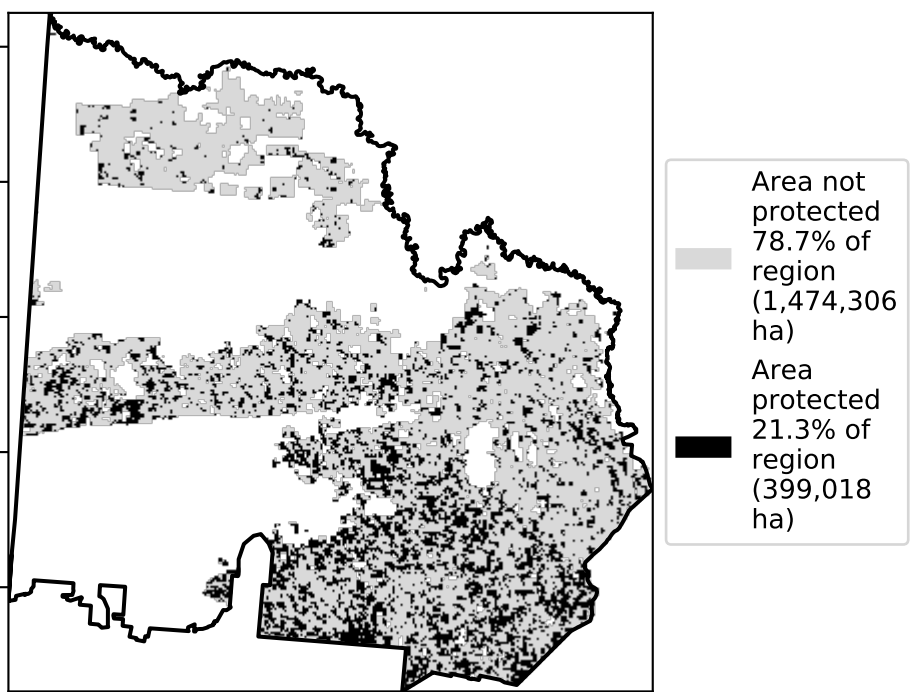 Area not
protected
78.7% of
region
(1,474,306
ha)
Area
protected
21.3% of
region
(399,018
ha)